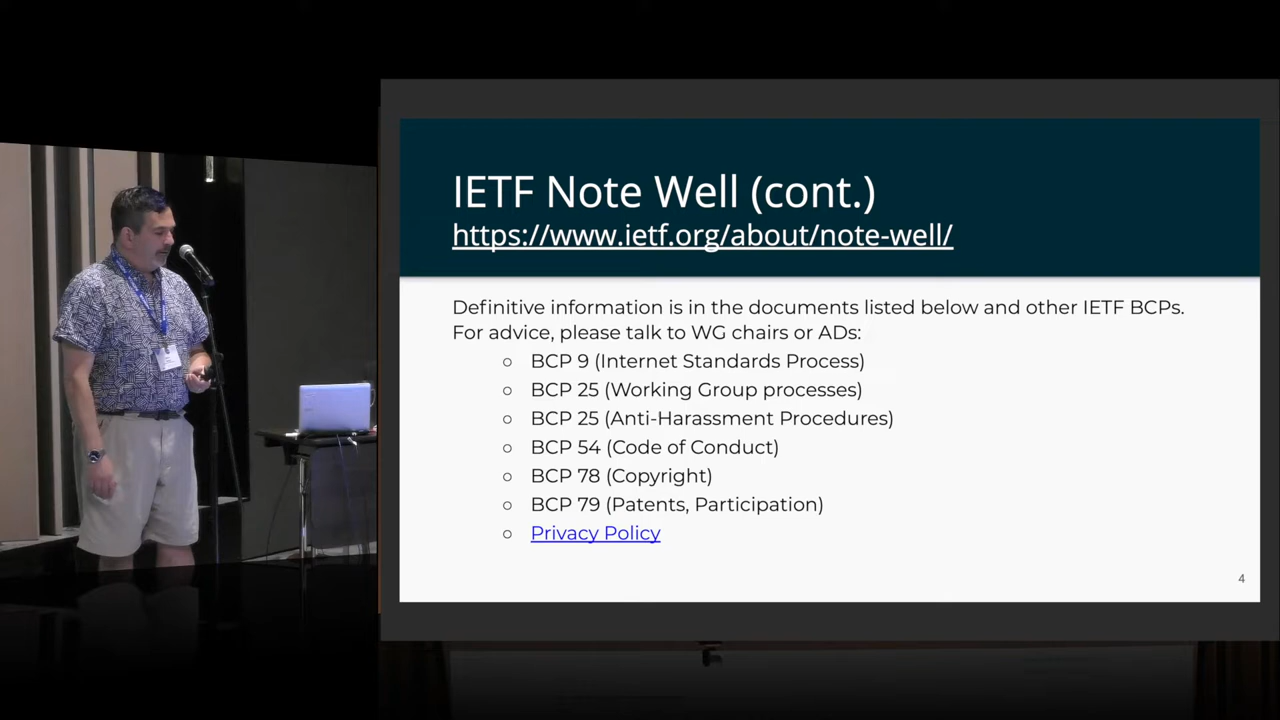 IETF Note Well (cont.)
https://www.ietf.org/about/note-well/
Definitive information is in the documents listed below and other IETF BCPs.
For advice, please talk to WG chairs or ADs:
○ BCP 9 (Internet Standards Process)
○ BCP 25 (Working Group processes)
○ BCP 25 (Anti-Harassment Procedures)
○ BCP 54 (Code of Conduct)
○ BCP 78 (Copyright)
○ BCP 79 (Patents, Participation)
○ Privacy Policy
4